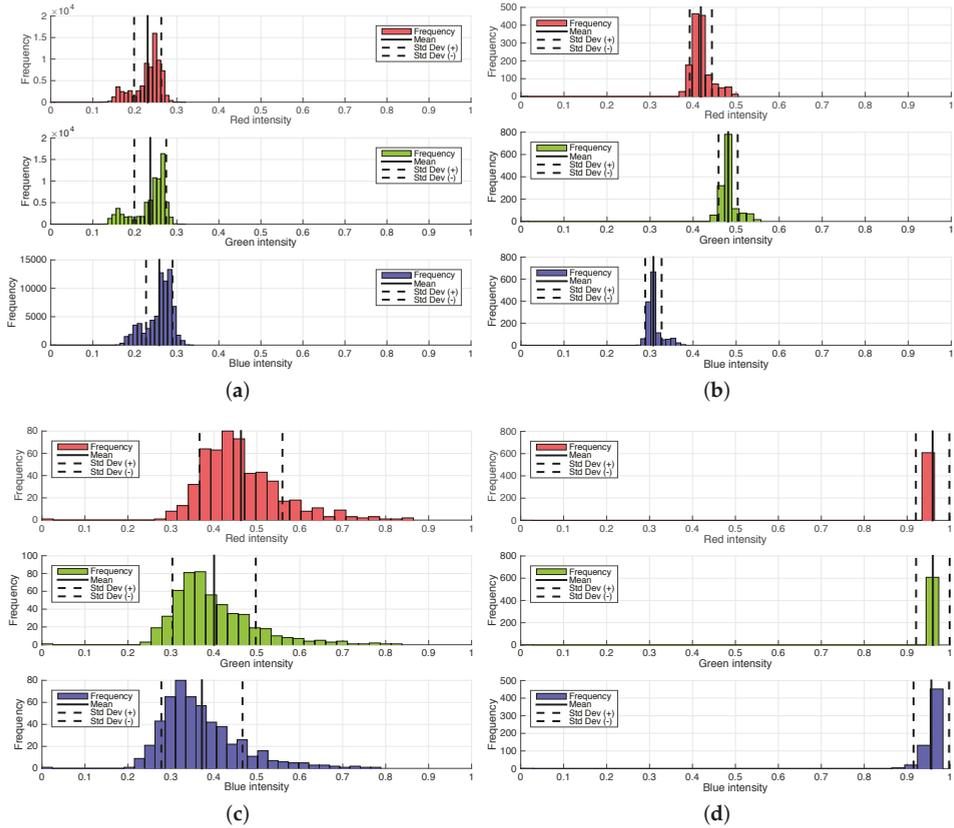 ×10⁴
2
1.5
1
0.5
0
Frequency
Frequency
Mean
Std Dev (+)
Std Dev (-)
0 0.1 0.2 0.3 0.4 0.5 0.6 0.7 0.8 0.9 1
Red intensity
×10⁴
2
1.5
1
0.5
0
Frequency
Frequency
Mean
Std Dev (+)
Std Dev (-)
0 0.1 0.2 0.3 0.4 0.5 0.6 0.7 0.8 0.9 1
Green intensity
15000
10000
5000
0
Frequency
Frequency
Mean
Std Dev (+)
Std Dev (-)
0 0.1 0.2 0.3 0.4 0.5 0.6 0.7 0.8 0.9 1
Blue intensity
(a)
500
400
300
200
100
0
Frequency
Frequency
Mean
Std Dev (+)
Std Dev (-)
0 0.1 0.2 0.3 0.4 0.5 0.6 0.7 0.8 0.9 1
Red intensity
800
600
400
200
0
Frequency
Frequency
Mean
Std Dev (+)
Std Dev (-)
0 0.1 0.2 0.3 0.4 0.5 0.6 0.7 0.8 0.9 1
Green intensity
800
600
400
200
0
Frequency
Frequency
Mean
Std Dev (+)
Std Dev (-)
0 0.1 0.2 0.3 0.4 0.5 0.6 0.7 0.8 0.9 1
Blue intensity
(b)
80
60
40
20
0
Frequency
Frequency
Mean
Std Dev (+)
Std Dev (-)
0 0.1 0.2 0.3 0.4 0.5 0.6 0.7 0.8 0.9 1
Red intensity
100
80
60
40
20
0
Frequency
Frequency
Mean
Std Dev (+)
Std Dev (-)
0 0.1 0.2 0.3 0.4 0.5 0.6 0.7 0.8 0.9 1
Green intensity
80
60
40
20
0
Frequency
Frequency
Mean
Std Dev (+)
Std Dev (-)
0 0.1 0.2 0.3 0.4 0.5 0.6 0.7 0.8 0.9 1
Blue intensity
(c)
800
600
400
200
0
Frequency
Frequency
Mean
Std Dev (+)
Std Dev (-)
0 0.1 0.2 0.3 0.4 0.5 0.6 0.7 0.8 0.9 1
Red intensity
800
600
400
200
0
Frequency
Frequency
Mean
Std Dev (+)
Std Dev (-)
0 0.1 0.2 0.3 0.4 0.5 0.6 0.7 0.8 0.9 1
Green intensity
500
400
300
200
100
0
Frequency
Frequency
Mean
Std Dev (+)
Std Dev (-)
0 0.1 0.2 0.3 0.4 0.5 0.6 0.7 0.8 0.9 1
Blue intensity
(d)